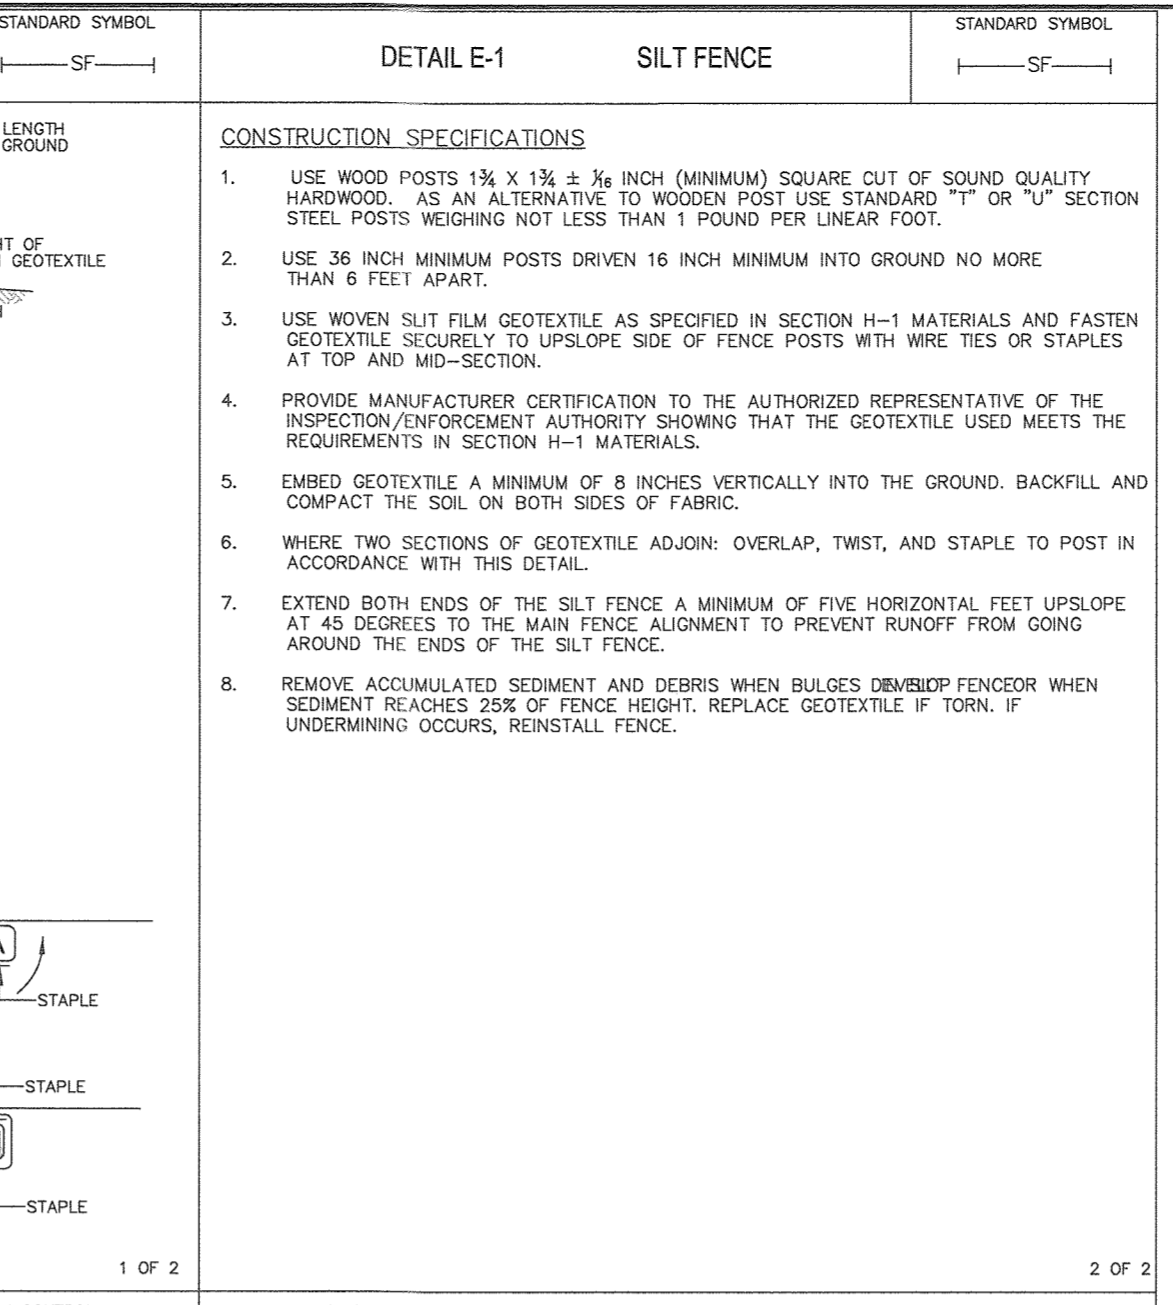 STANDARD SYMBOL
SF
LENGTH
GROUND
GEOTEXTILE
STAPLE
STAPLE
STAPLE
1 OF 2
DETAIL E-1 SILT FENCE
STANDARD SYMBOL
SF
CONSTRUCTION SPECIFICATIONS
1. USE WOOD POSTS 1¾ X 1¾ ± 1⁄16 INCH (MINIMUM) SQUARE CUT OF SOUND QUALITY
HARDWOOD. AS AN ALTERNATIVE TO WOODEN POST USE STANDARD "T" OR "U" SECTION
STEEL POSTS WEIGHING NOT LESS THAN 1 POUND PER LINEAR FOOT.
2. USE 36 INCH MINIMUM POSTS DRIVEN 16 INCH MINIMUM INTO GROUND NO MORE
THAN 6 FEET APART.
3. USE WOVEN SLIT FILM GEOTEXTILE AS SPECIFIED IN SECTION H-1 MATERIALS AND FASTEN
GEOTEXTILE SECURELY TO UPSLOPE SIDE OF FENCE POSTS WITH WIRE TIES OR STAPLES
AT TOP AND MID-SECTION.
4. PROVIDE MANUFACTURER CERTIFICATION TO THE AUTHORIZED REPRESENTATIVE OF THE
INSPECTION/ENFORCEMENT AUTHORITY SHOWING THAT THE GEOTEXTILE USED MEETS THE
REQUIREMENTS IN SECTION H-1 MATERIALS.
5. EMBED GEOTEXTILE A MINIMUM OF 8 INCHES VERTICALLY INTO THE GROUND. BACKFILL AND
COMPACT THE SOIL ON BOTH SIDES OF FABRIC.
6. WHERE TWO SECTIONS OF GEOTEXTILE ADJOIN: OVERLAP, TWIST, AND STAPLE TO POST IN
ACCORDANCE WITH THIS DETAIL.
7. EXTEND BOTH ENDS OF THE SILT FENCE A MINIMUM OF FIVE HORIZONTAL FEET UPSLOPE
AT 45 DEGREES TO THE MAIN FENCE ALIGNMENT TO PREVENT RUNOFF FROM GOING
AROUND THE ENDS OF THE SILT FENCE.
8. REMOVE ACCUMULATED SEDIMENT AND DEBRIS WHEN BULGES FENCEOR WHEN
SEDIMENT REACHES 25% OF FENCE HEIGHT. REPLACE GEOTEXTILE IF TORN. IF
UNDERMINING OCCURS, REINSTALL FENCE.
2 OF 2